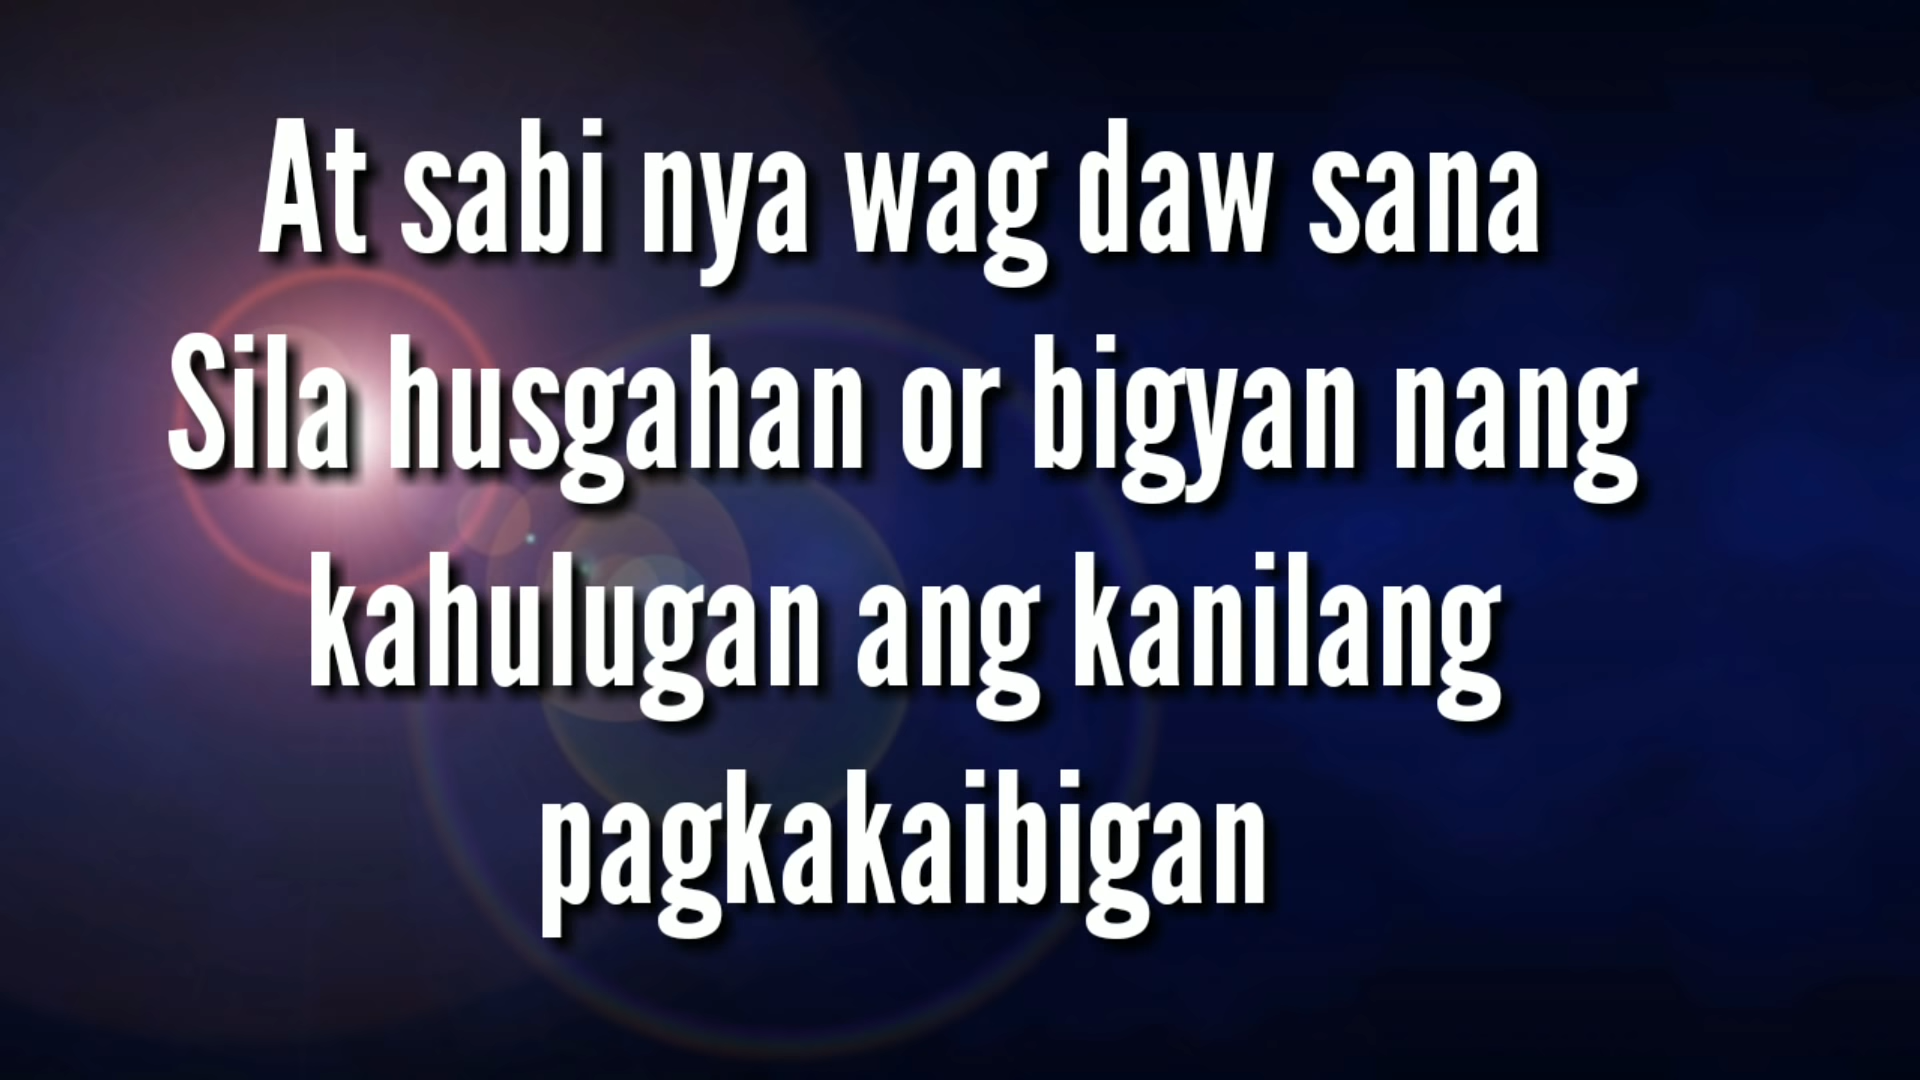 At sabi nya wag daw sana
Sila husgahan or bigyan nang
kahulugan ang kanilang
pagkakaibigan